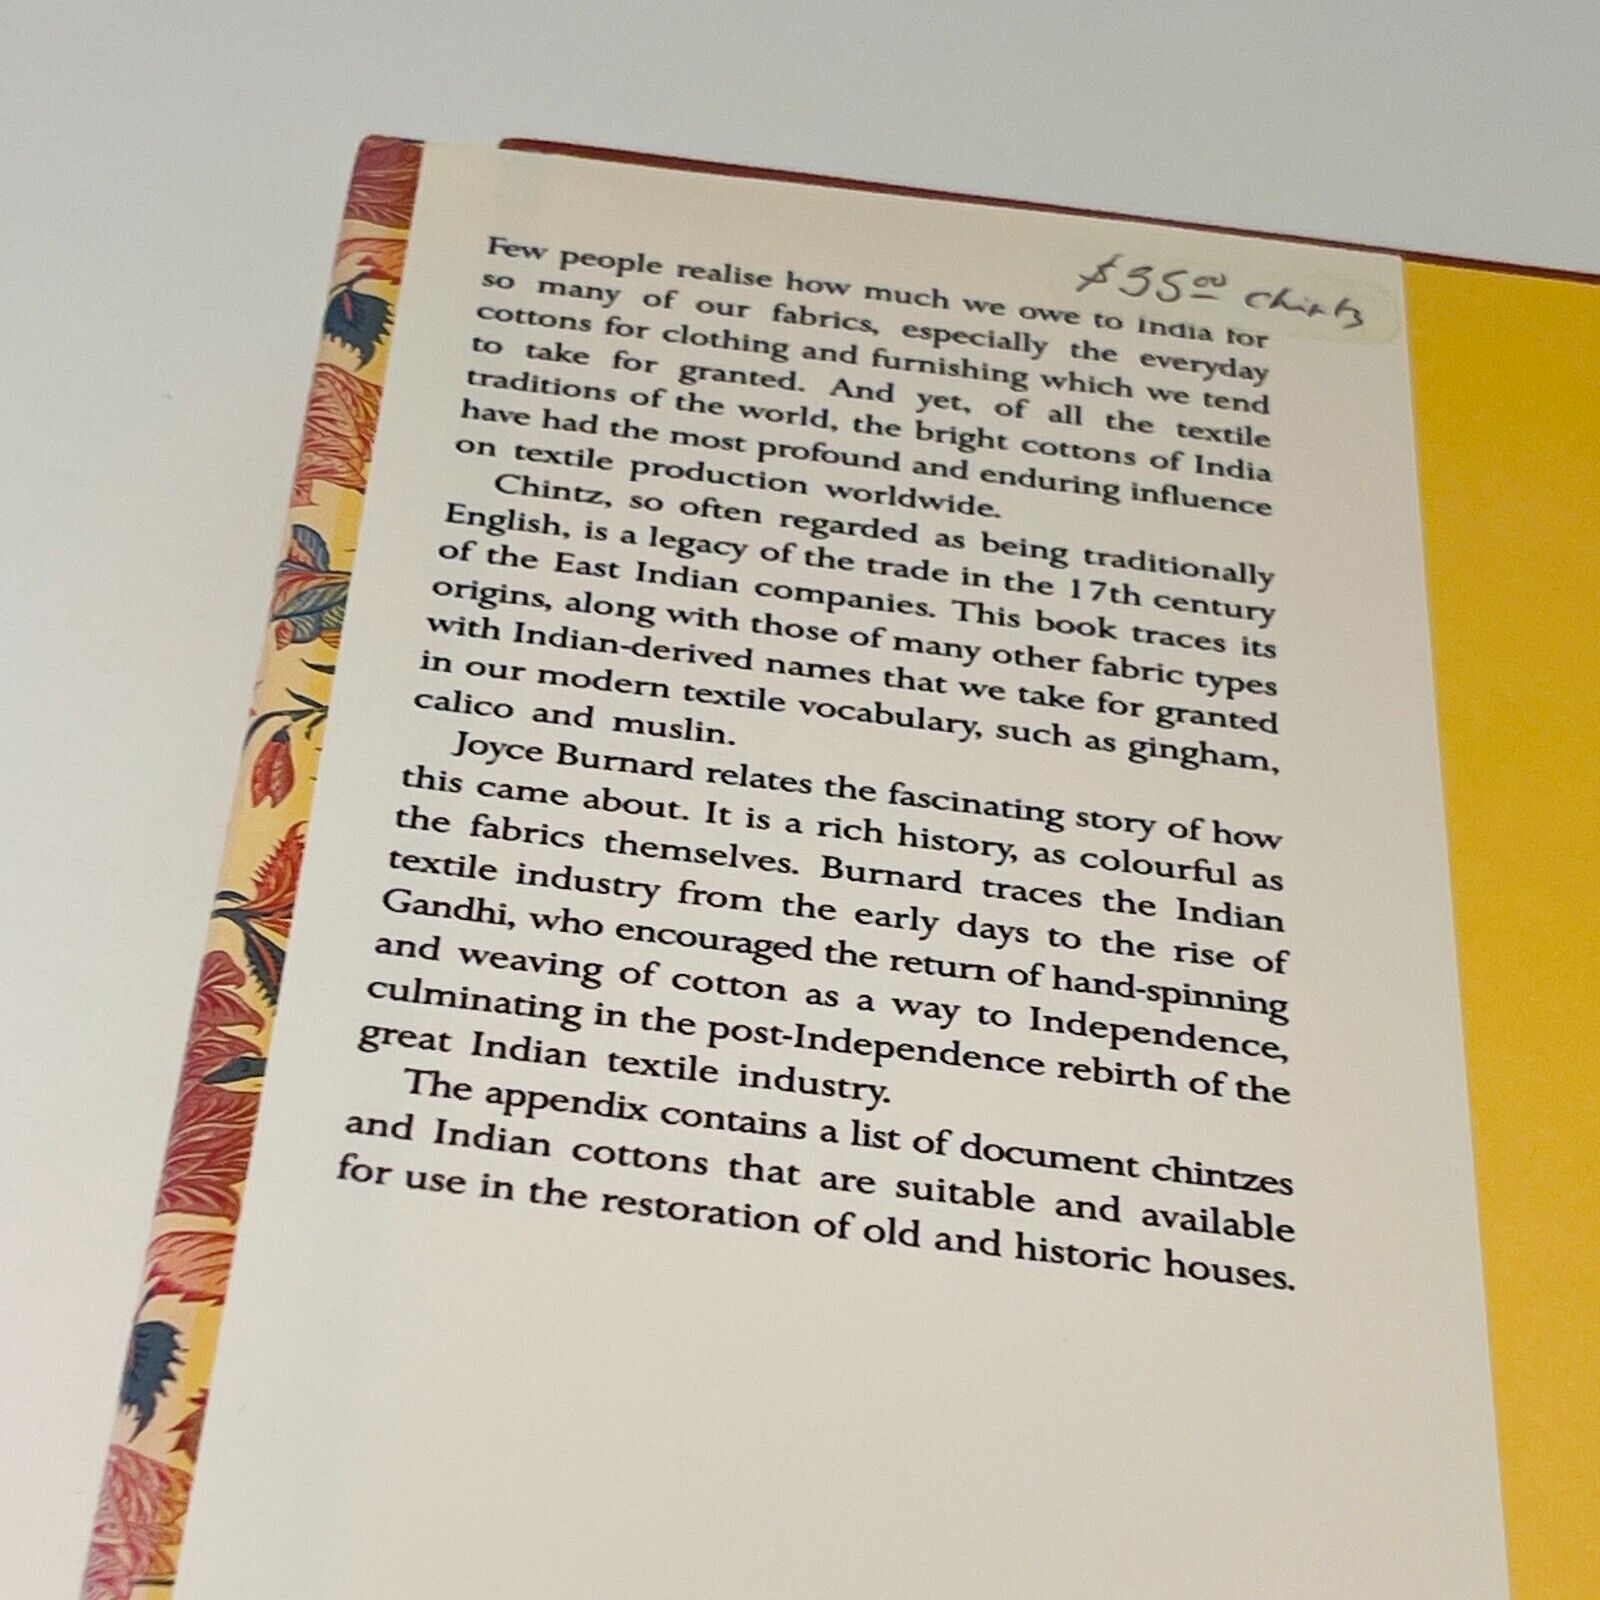 $35.00 Chintz
Few people realise how much we owe to India for
so many of our fabrics, especially the everyday
cottons for clothing and furnishing which we tend
to take for granted. And yet, of all the textile
traditions of the world, the bright cottons of India
have had the most profound and enduring influence
on textile production worldwide.
Chintz, so often regarded as being traditionally
English, is a legacy of the trade in the 17th century
of the East Indian companies. This book traces its
origins, along with those of many other fabric types
with Indian-derived names that we take for granted
in our modern textile vocabulary, such as gingham,
calico and muslin.
Joyce Burnard relates the fascinating story of how
this came about. It is a rich history, as colourful as
the fabrics themselves. Burnard traces the Indian
textile industry from the early days to the rise of
Gandhi, who encouraged the return of hand-spinning
and weaving of cotton as a way to Independence,
culminating in the post-Independence rebirth of the
great Indian textile industry.
The appendix contains a list of document chintzes
and Indian cottons that are suitable and available
for use in the restoration of old and historic houses.